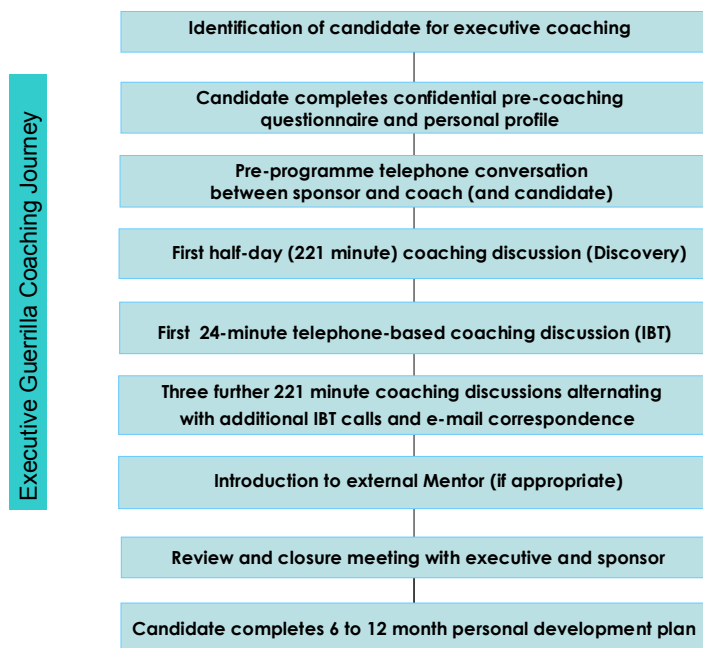 Executive Guerrilla Coaching Journey
Identification of candidate for executive coaching
Candidate completes confidential pre-coaching
questionnaire and personal profile
Pre-programme telephone conversation
between sponsor and coach (and candidate)
First half-day (221 minute) coaching discussion (Discovery)
First 24-minute telephone-based coaching discussion (IBT)
Three further 221 minute coaching discussions alternating
with additional IBT calls and e-mail correspondence
Introduction to external Mentor (if appropriate)
Review and closure meeting with executive and sponsor
Candidate completes 6 to 12 month personal development plan